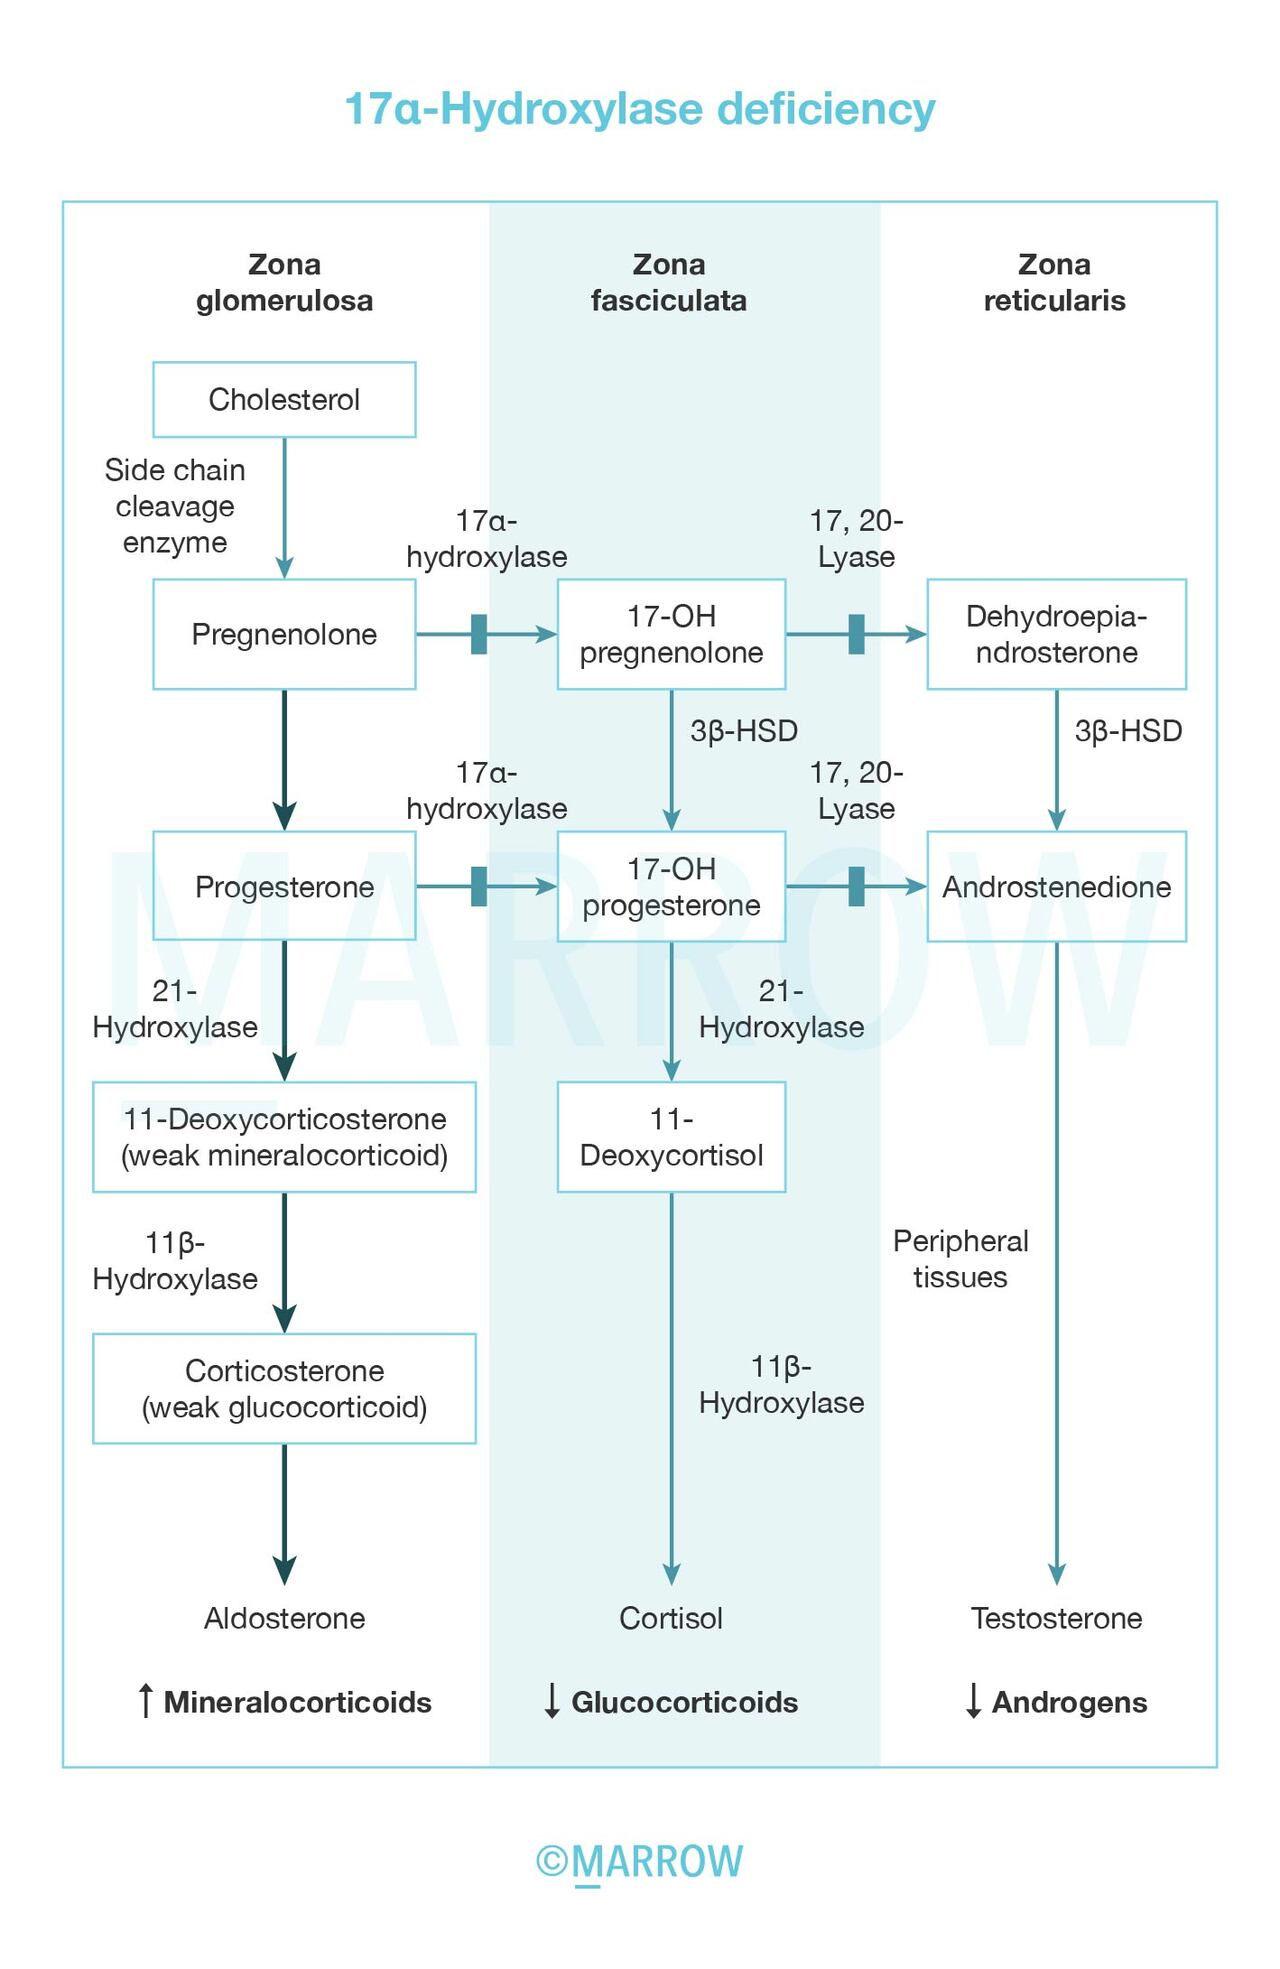 17α-Hydroxylase deficiency
Zona
glomerulosa
Zona
fasciculata
Zona
reticularis
Cholesterol
Side chain
cleavage
enzyme
17α-
hydroxylase
17, 20-
Lyase
Pregnenolone
17-OH
pregnenolone
Dehydroepia-
ndrosterone
3β-HSD
3β-HSD
17α-
hydroxylase
17, 20-
Lyase
Progesterone
17-OH
progesterone
Androstenedione
MARROW
21-
Hydroxylase
21-
Hydroxylase
11-Deoxycorticosterone
(weak mineralocorticoid)
11-
Deoxycortisol
11β-
Hydroxylase
Peripheral
tissues
Corticosterone
(weak glucocorticoid)
11β-
Hydroxylase
Aldosterone
Cortisol
Testosterone
↑ Mineralocorticoids
↓ Glucocorticoids
↓ Androgens
©MARROW